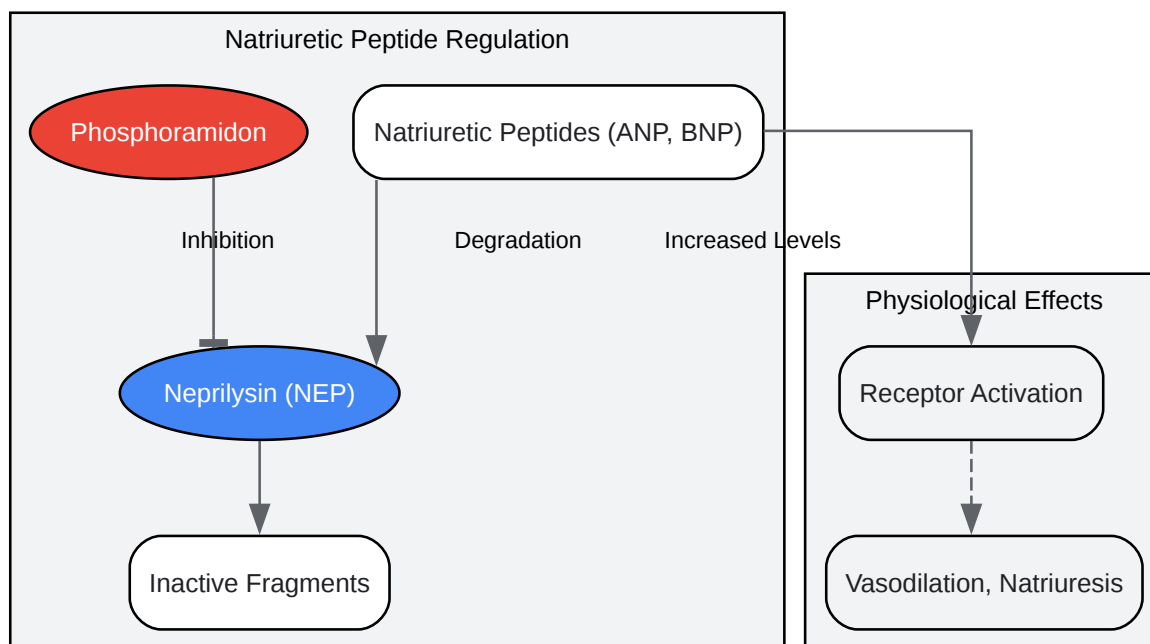 Natriuretic Peptide Regulation
Phosphoramidon
Natriuretic Peptides (ANP, BNP)
Inhibition
Degradation
Increased Levels
Physiological Effects
Neprilysin (NEP)
Receptor Activation
Inactive Fragments
Vasodilation, Natriuresis